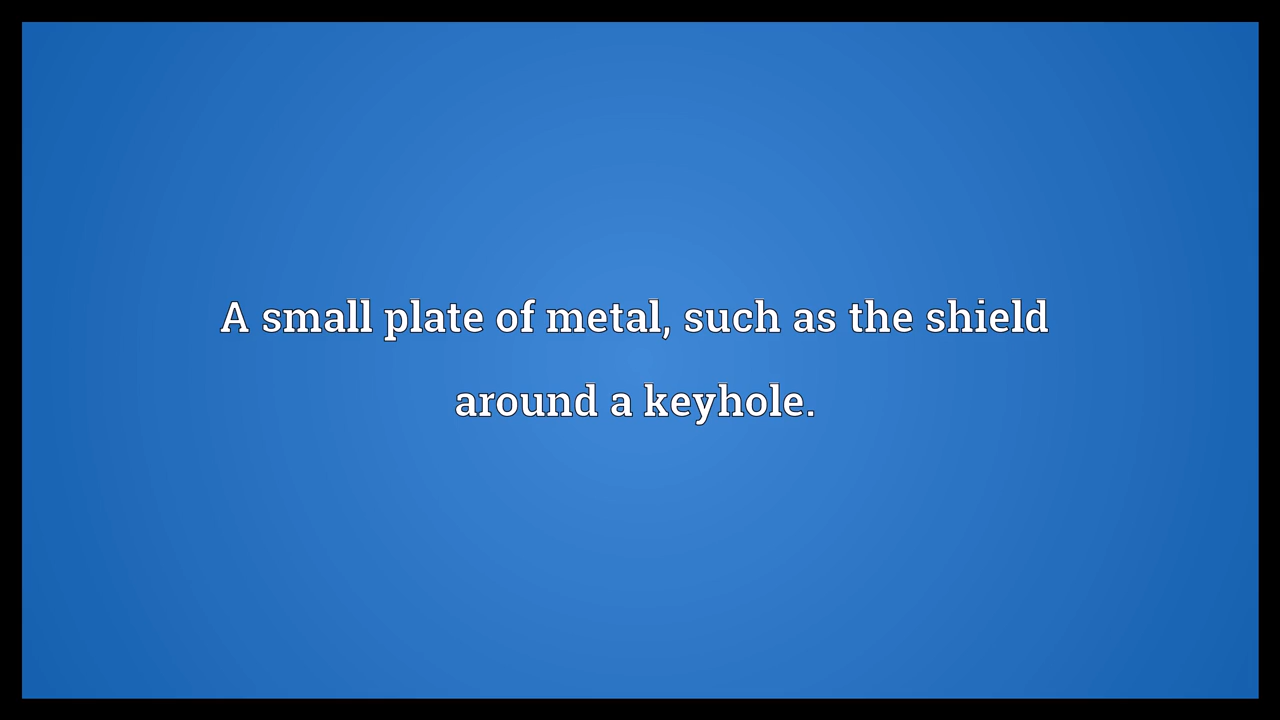 A small plate of metal, such as the shield
around a keyhole.